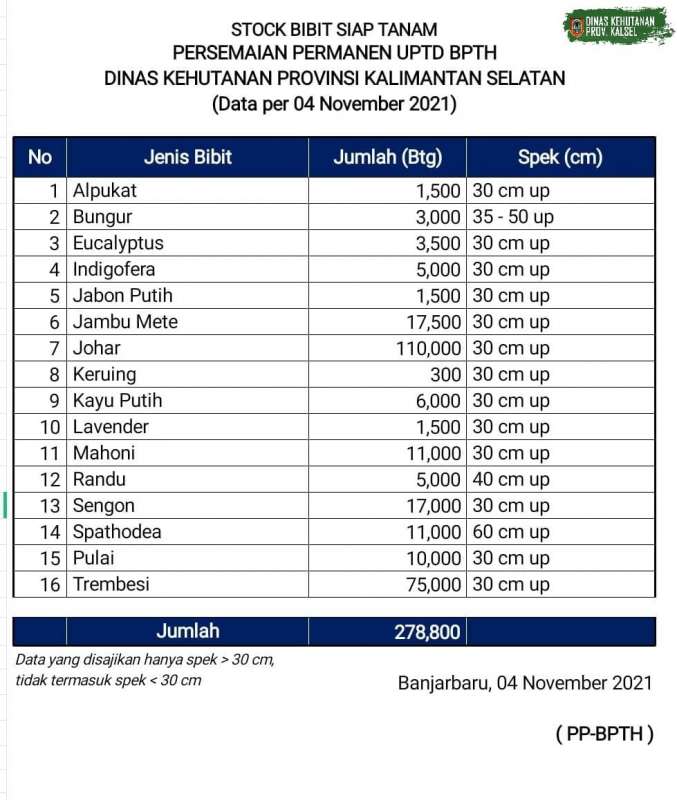 DINAS KEHUTANAN
PROV. KALSEL
STOCK BIBIT SIAP TANAM
PERSEMAIAN PERMANEN UPTD BPTH
DINAS KEHUTANAN PROVINSI KALIMANTAN SELATAN
(Data per 04 November 2021)
No Jenis Bibit Jumlah (Btg) Spek (cm)
1 Alpukat 1,500 30 cm up
2 Bungur 3,000 35 - 50 up
3 Eucalyptus 3,500 30 cm up
4 Indigofera 5,000 30 cm up
5 Jabon Putih 1,500 30 cm up
6 Jambu Mete 17,500 30 cm up
7 Johar 110,000 30 cm up
8 Keruing 300 30 cm up
9 Kayu Putih 6,000 30 cm up
10 Lavender 1,500 30 cm up
11 Mahoni 11,000 30 cm up
12 Randu 5,000 40 cm up
13 Sengon 17,000 30 cm up
14 Spathodea 11,000 60 cm up
15 Pulai 10,000 30 cm up
16 Trembesi 75,000 30 cm up
Jumlah 278,800
Data yang disajikan hanya spek > 30 cm,
tidak termasuk spek < 30 cm
Banjarbaru, 04 November 2021
( PP-BPTH )